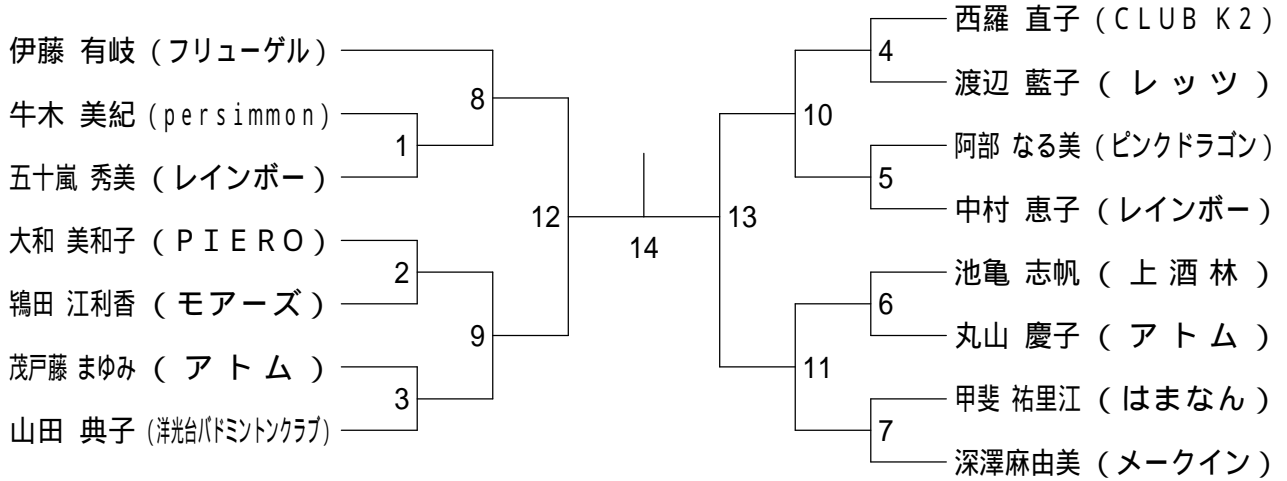 伊藤 有岐 (フリューゲル)
牛木 美紀 (persimmon)
五十嵐 秀美 (レインボー)
大和 美和子 (PIERO)
鴇田 江利香 (モアーズ)
茂戸藤 まゆみ (アトム)
山田 典子 (洋光台バドミントンクラブ)
8
1
2
9
3
12
14
13
西羅 直子 (CLUB K2)
渡辺 藍子 (レッツ)
阿部 なる美 (ピンクドラゴン)
中村 恵子 (レインボー)
池亀 志帆 (上酒林)
丸山 慶子 (アトム)
甲斐 祐里江 (はまなん)
深澤麻由美 (メークイン)
4
10
5
6
11
7